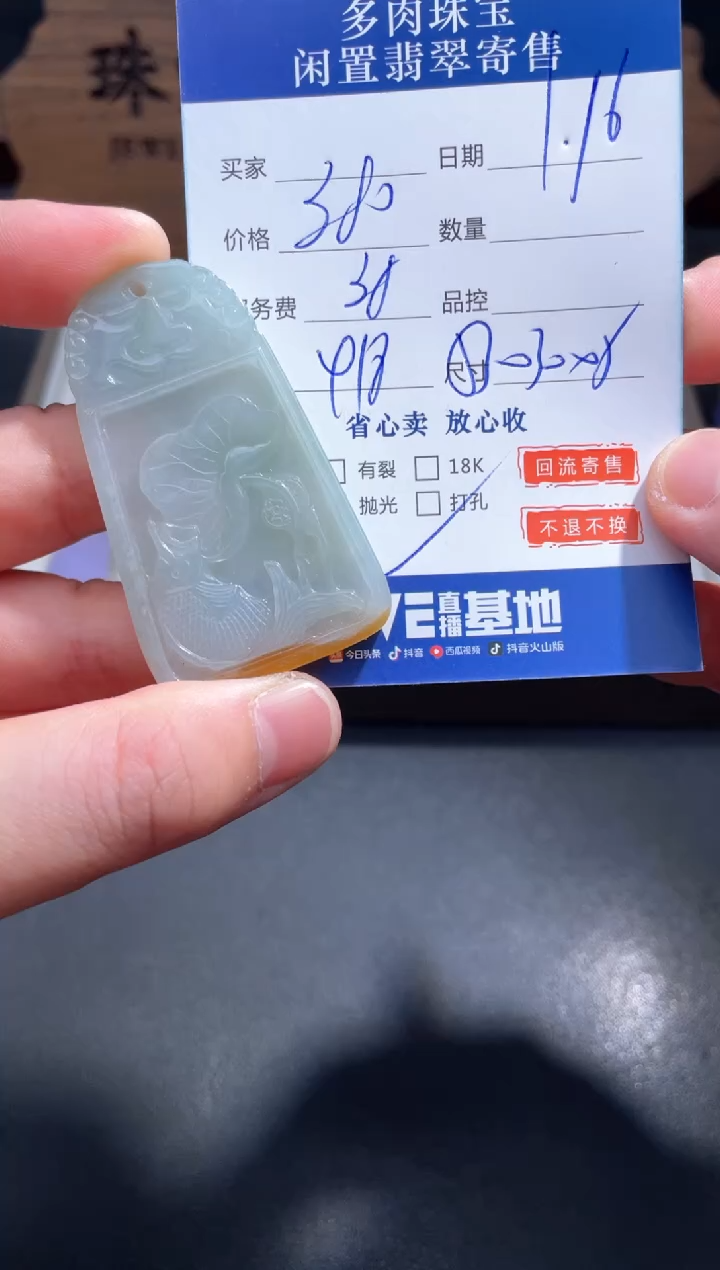 珠
多肉珠宝
闲置翡翠寄售
买家 日期 1.16
价格 380 数量
务费 38 品控
尺寸
省心卖 放心收
有裂 18K 回流寄售
抛光 打孔 不退不换
VE直播基地
今日头条 抖音 西瓜视频 抖音火山版